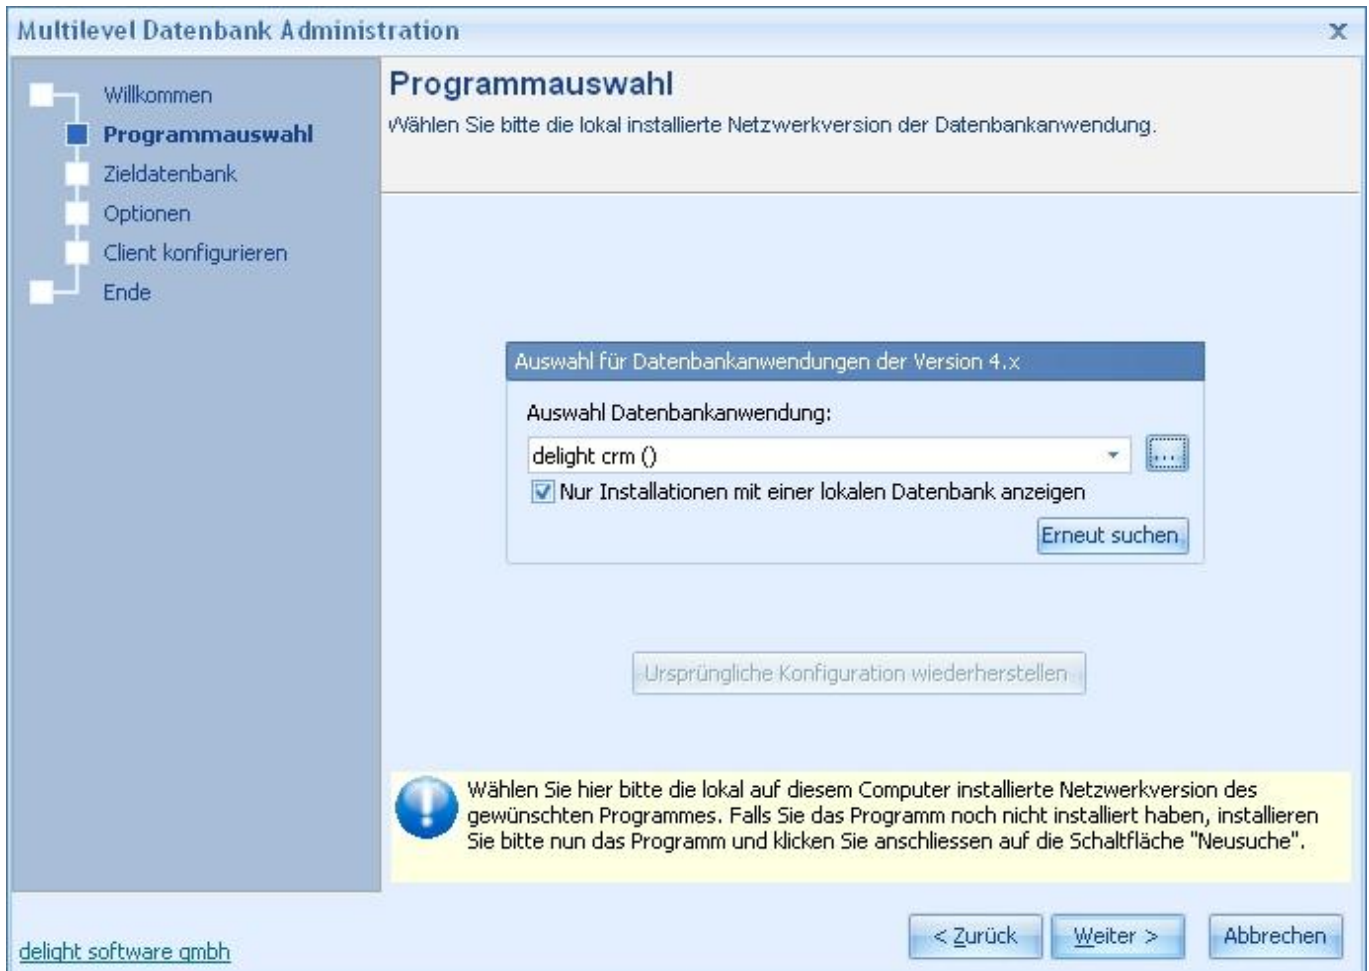 Multilevel Datenbank Administration
Willkommen
Programmauswahl
Zieldatenbank
Optionen
Client konfigurieren
Ende
Programmauswahl
Wählen Sie bitte die lokal installierte Netzwerkversion der Datenbankanwendung.
Auswahl für Datenbankanwendungen der Version 4.x
Auswahl Datenbankanwendung:
delight crm ()
...
Nur Installationen mit einer lokalen Datenbank anzeigen
Erneut suchen
Ursprüngliche Konfiguration wiederherstellen
Wählen Sie hier bitte die lokal auf diesem Computer installierte Netzwerkversion des
gewünschten Programmes. Falls Sie das Programm noch nicht installiert haben, installieren
Sie bitte nun das Programm und klicken Sie anschliessen auf die Schaltfläche "Neusuche".
delight software gmbh
< Zurück
Weiter >
Abbrechen